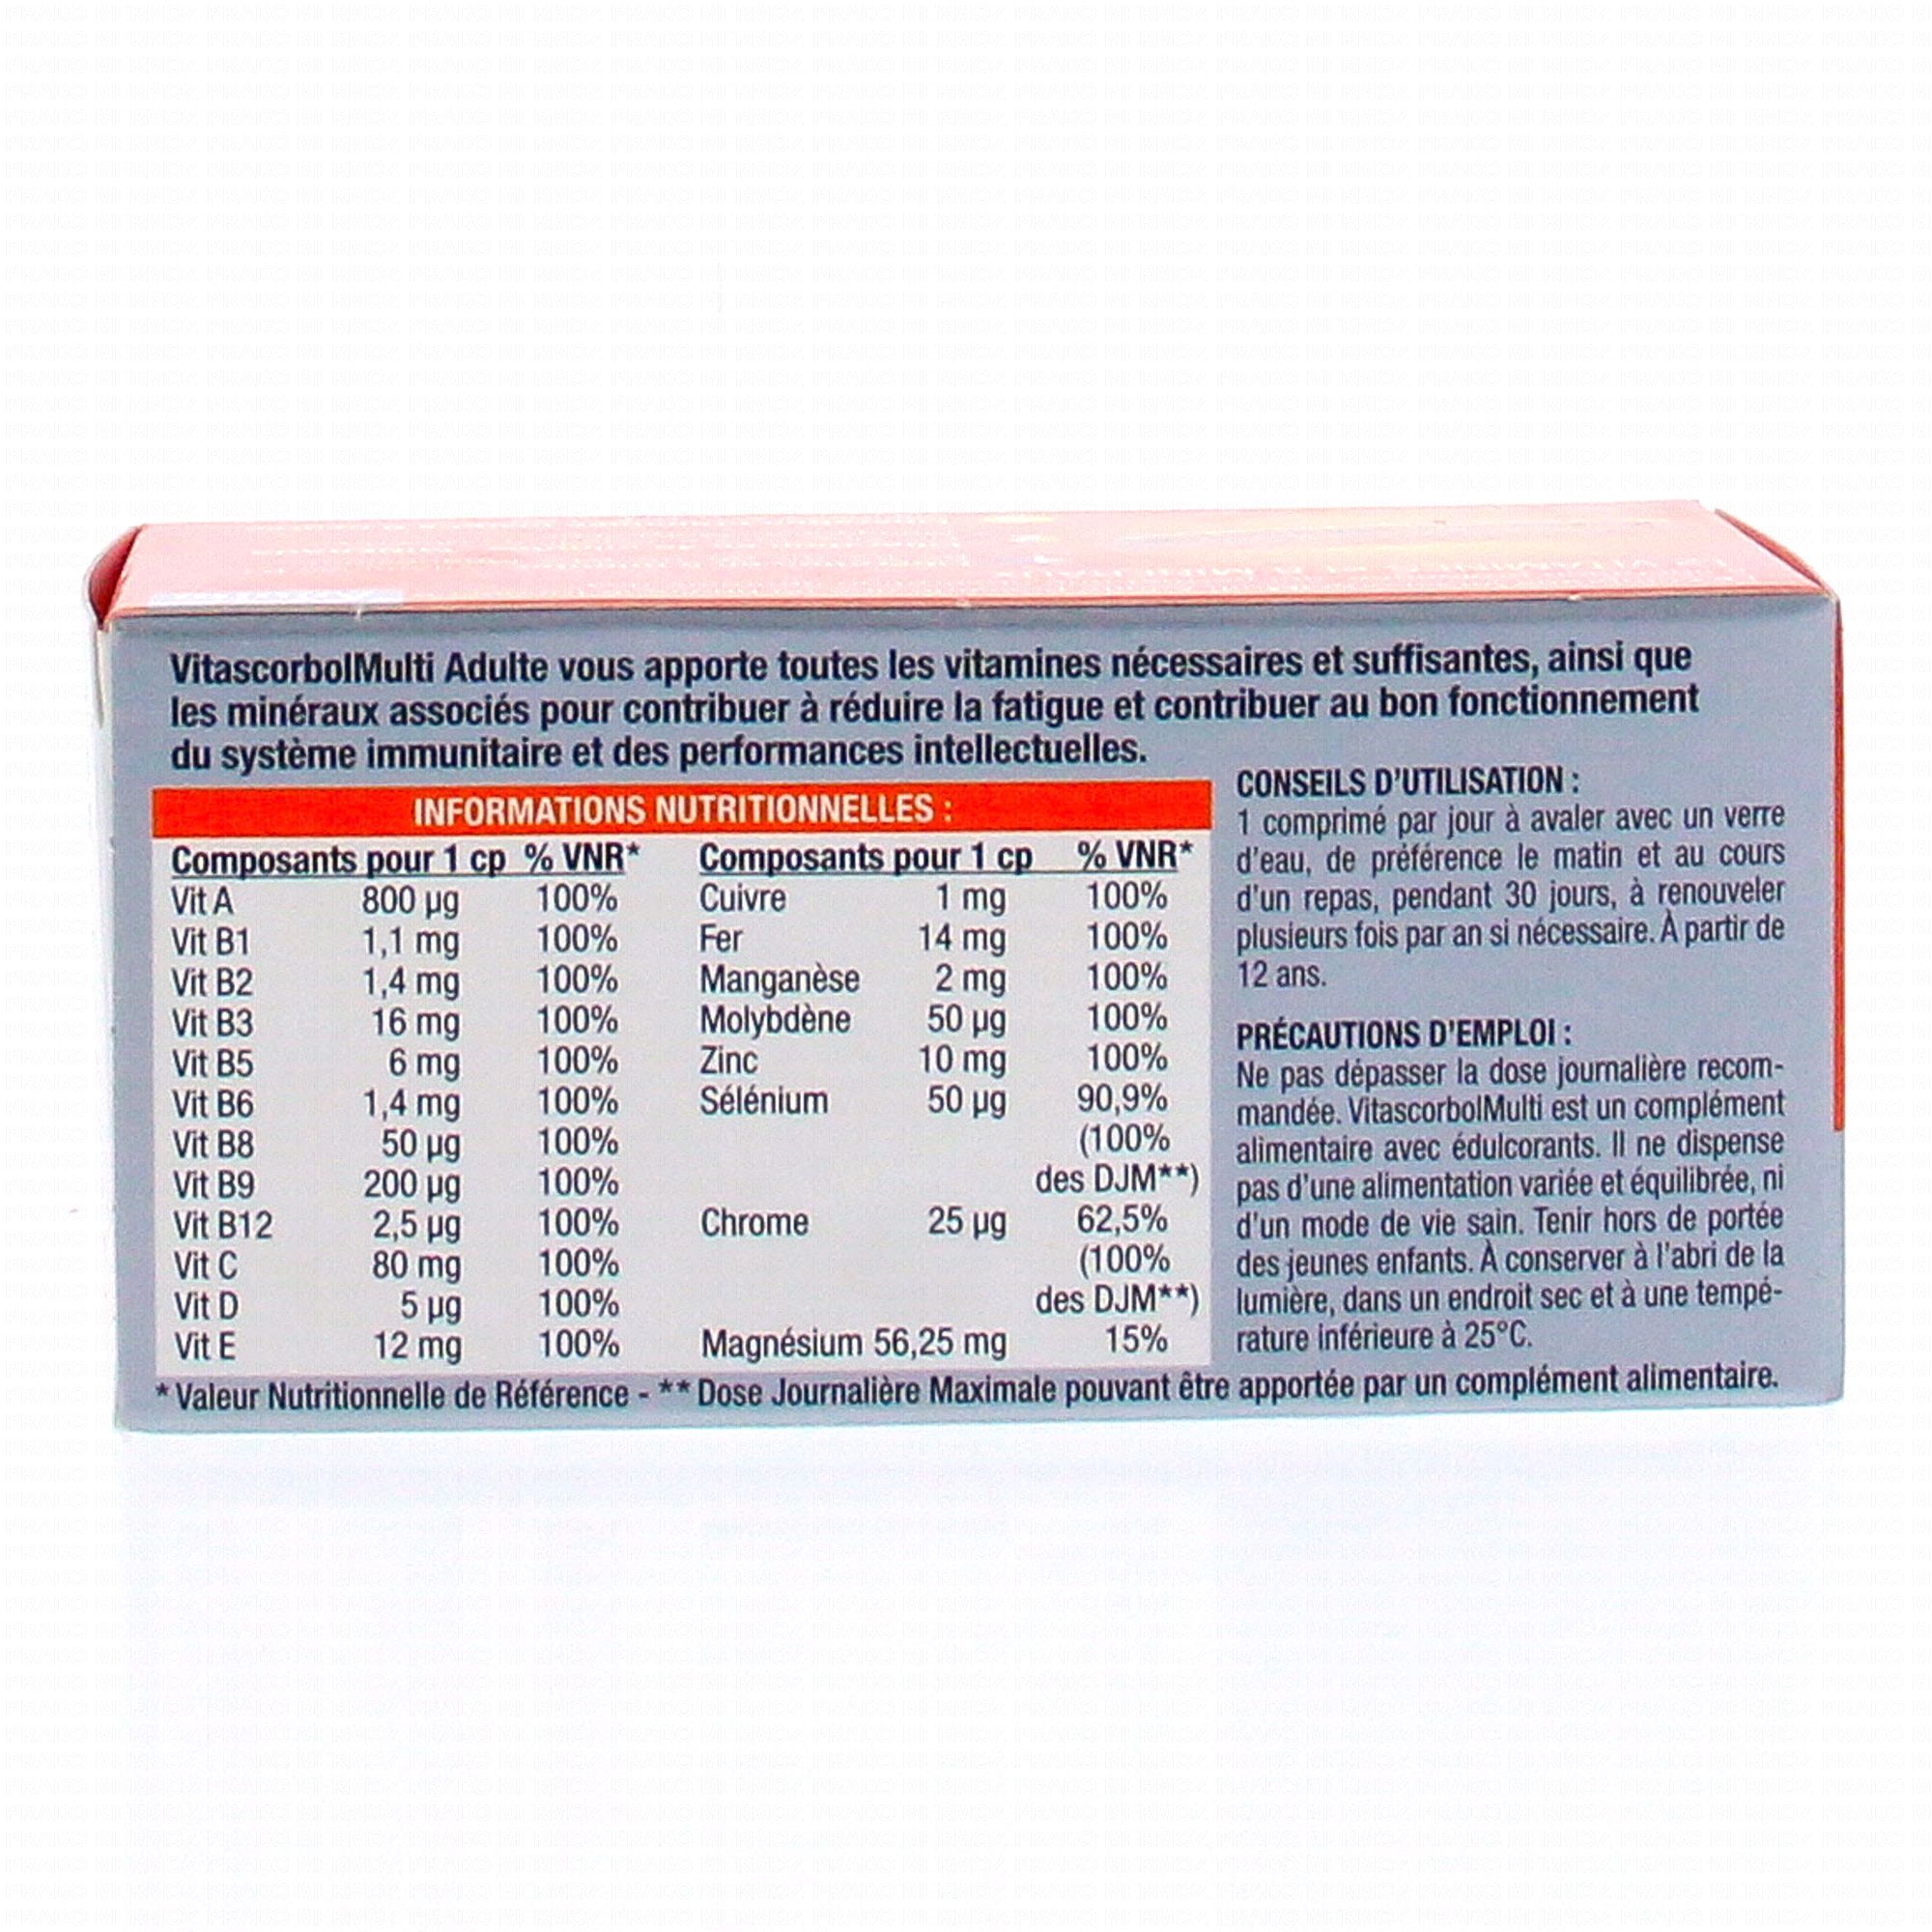 VitascorbolMulti Adulte vous apporte toutes les vitamines nécessaires et suffisantes, ainsi que
les minéraux associés pour contribuer à réduire la fatigue et contribuer au bon fonctionnement
du système immunitaire et des performances intellectuelles.
INFORMATIONS NUTRITIONNELLES :
Composants pour 1 cp % VNR* Composants pour 1 cp % VNR*
Vit A 800 µg 100% Cuivre 1 mg 100%
Vit B1 1,1 mg 100% Fer 14 mg 100%
Vit B2 1,4 mg 100% Manganèse 2 mg 100%
Vit B3 16 mg 100% Molybdène 50 µg 100%
Vit B5 6 mg 100% Zinc 10 mg 100%
Vit B6 1,4 mg 100% Sélénium 50 µg 90,9%
Vit B8 50 µg 100% (100%
Vit B9 200 µg 100% des DJM**)
Vit B12 2,5 µg 100% Chrome 25 µg 62,5%
Vit C 80 mg 100% (100%
Vit D 5 µg 100% des DJM**)
Vit E 12 mg 100% Magnésium 56,25 mg 15%
CONSEILS D'UTILISATION :
1 comprimé par jour à avaler avec un verre
d'eau, de préférence le matin et au cours
d'un repas, pendant 30 jours, à renouveler
plusieurs fois par an si nécessaire. À partir de
12 ans.
PRÉCAUTIONS D'EMPLOI :
Ne pas dépasser la dose journalière recom-
mandée. VitascorbolMulti est un complément
alimentaire avec édulcorants. Il ne dispense
pas d'une alimentation variée et équilibrée, ni
d'un mode de vie sain. Tenir hors de portée
des jeunes enfants. À conserver à l'abri de la
lumière, dans un endroit sec et à une tempé-
rature inférieure à 25°C.
* Valeur Nutritionnelle de Référence - ** Dose Journalière Maximale pouvant être apportée par un complément alimentaire.